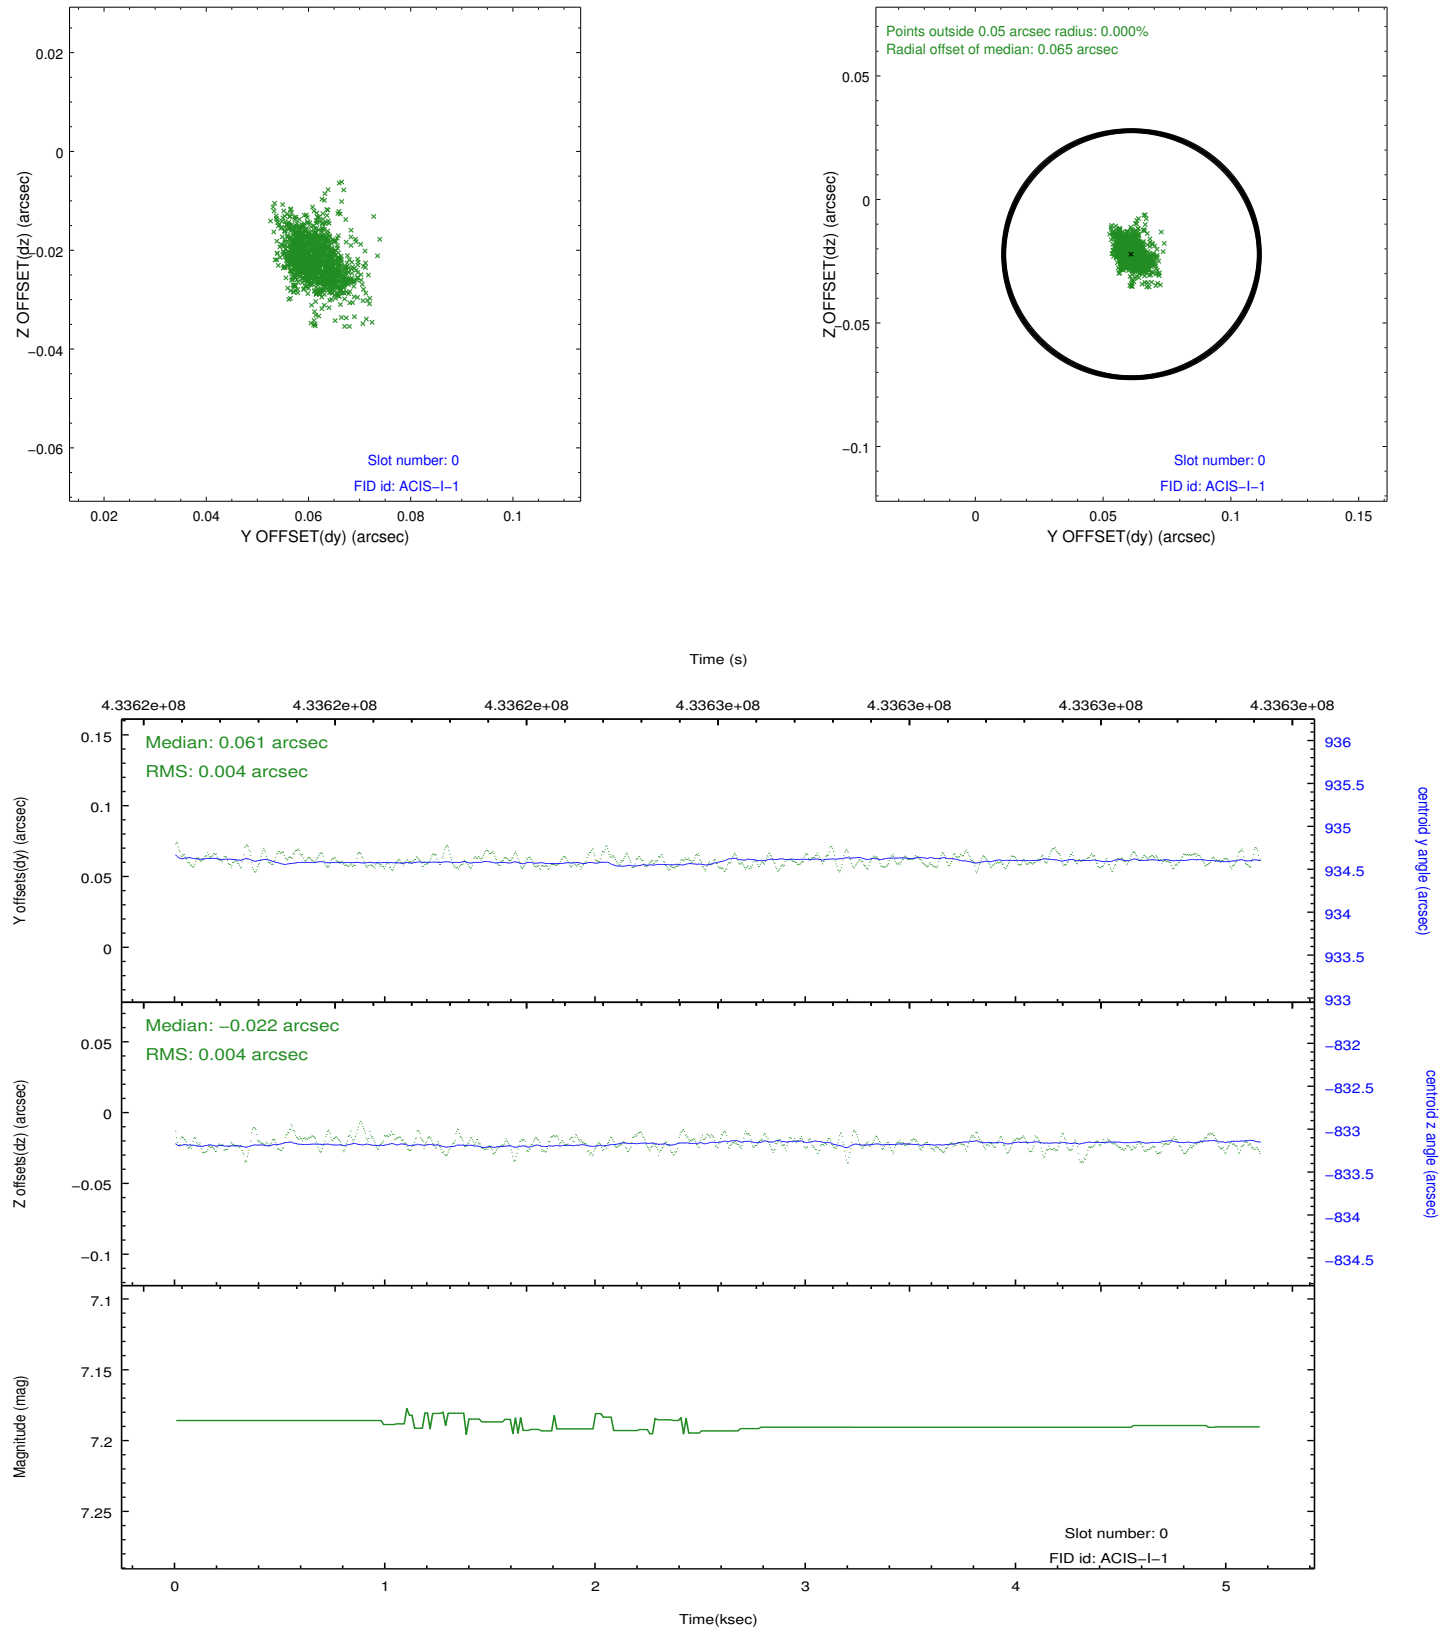 0.02
0
−0.02
−0.04
−0.06
Z OFFSET(dz) (arcsec)
Slot number: 0
FID id: ACIS−I−1
0.02
0.04
0.06
0.08
0.1
Y OFFSET(dy) (arcsec)
Points outside 0.05 arcsec radius: 0.000%
Radial offset of median: 0.065 arcsec
0.05
0
−0.05
−0.1
Z OFFSET(dz) (arcsec)
Slot number: 0
FID id: ACIS−I−1
0
0.05
0.1
0.15
Y OFFSET(dy) (arcsec)
Time (s)
4.3362e+08
4.3362e+08
4.3362e+08
4.3363e+08
4.3363e+08
4.3363e+08
4.3363e+08
Median: 0.061 arcsec
RMS: 0.004 arcsec
0.15
0.1
0.05
0
Y offsets(dy) (arcsec)
936
935.5
935
934.5
934
933.5
933
centroid y angle (arcsec)
Median: −0.022 arcsec
RMS: 0.004 arcsec
0.05
0
−0.05
−0.1
Z offsets(dz) (arcsec)
−832
−832.5
−833
−833.5
−834
−834.5
centroid z angle (arcsec)
7.1
7.15
7.2
7.25
Magnitude (mag)
Slot number: 0
FID id: ACIS−I−1
0
1
2
3
4
5
Time(ksec)